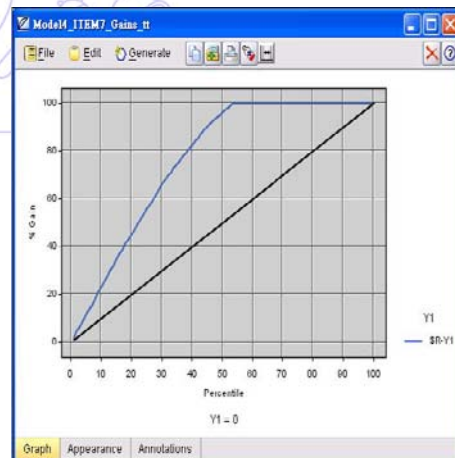 Model4_ITEM7_Gains_tt
File Edit Generate
% Gain
100
80
60
40
20
0
0 10 20 30 40 50 60 70 80 90 100
Percentile
Y1 = 0
Y1
$R-Y1
Graph Appearance Annotations